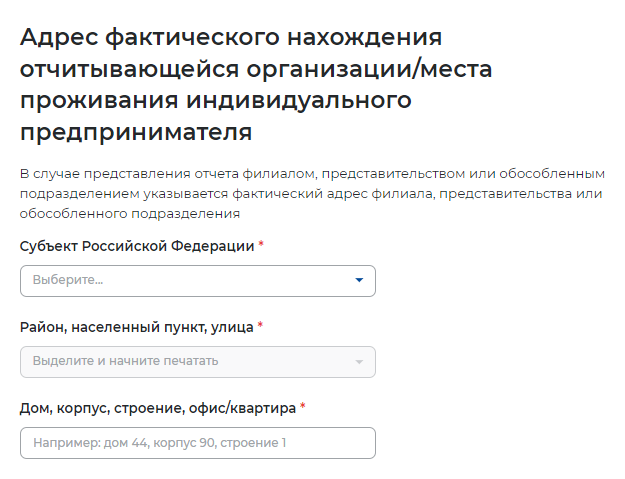 Адрес фактического нахождения
отчитывающейся организации/места
проживания индивидуального
предпринимателя
В случае представления отчета филиалом, представительством или обособленным
подразделением указывается фактический адрес филиала, представительства или
обособленного подразделения
Субъект Российской Федерации *
Выберите...
Район, населенный пункт, улица *
Выделите и начните печатать
Дом, корпус, строение, офис/квартира *
Например: дом 44, корпус 90, строение 1